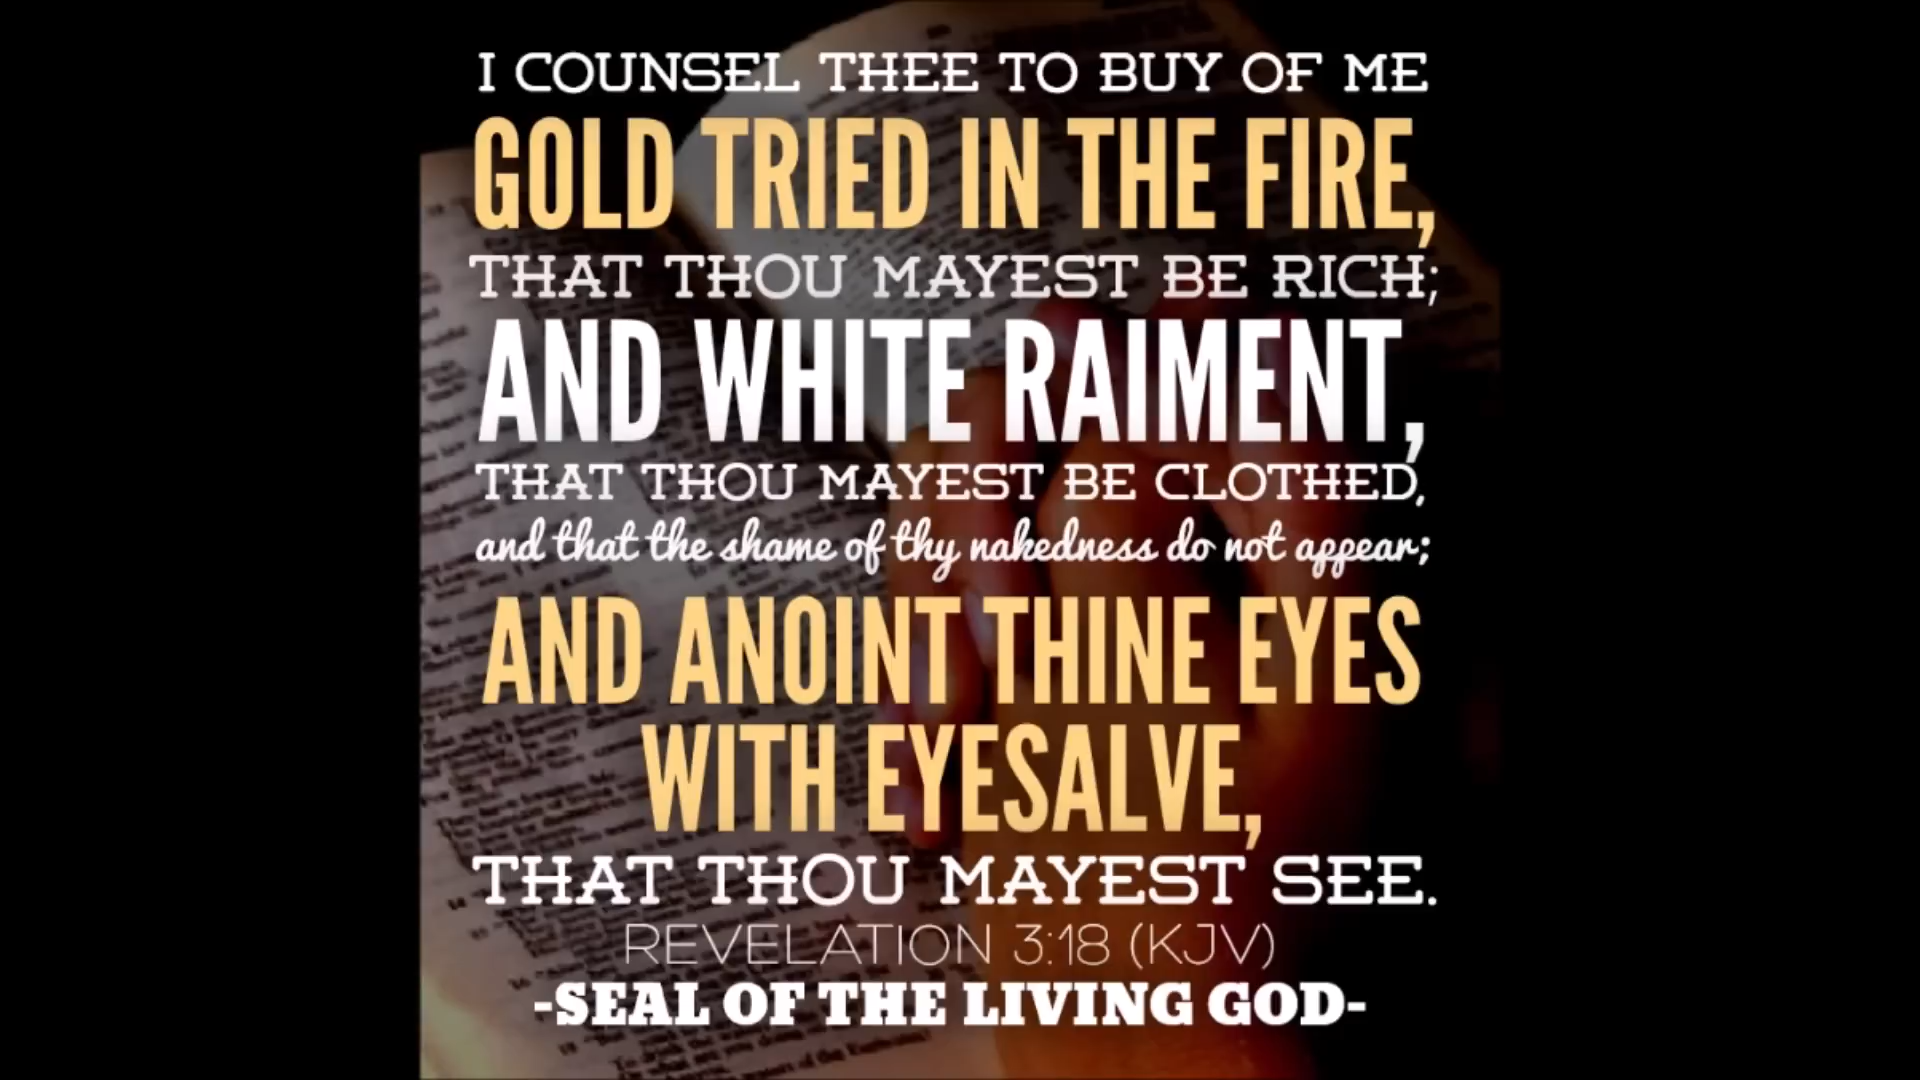 I COUNSEL THEE TO BUY OF ME
GOLD TRIED IN THE FIRE,
THAT THOU MAYEST BE RICH;
AND WHITE RAIMENT,
THAT THOU MAYEST BE CLOTHED,
and that the shame of thy nakedness do not appear;
AND ANOINT THINE EYES
WITH EYESALVE,
THAT THOU MAYEST SEE.
REVELATION 3:18 (KJV)
-SEAL OF THE LIVING GOD-